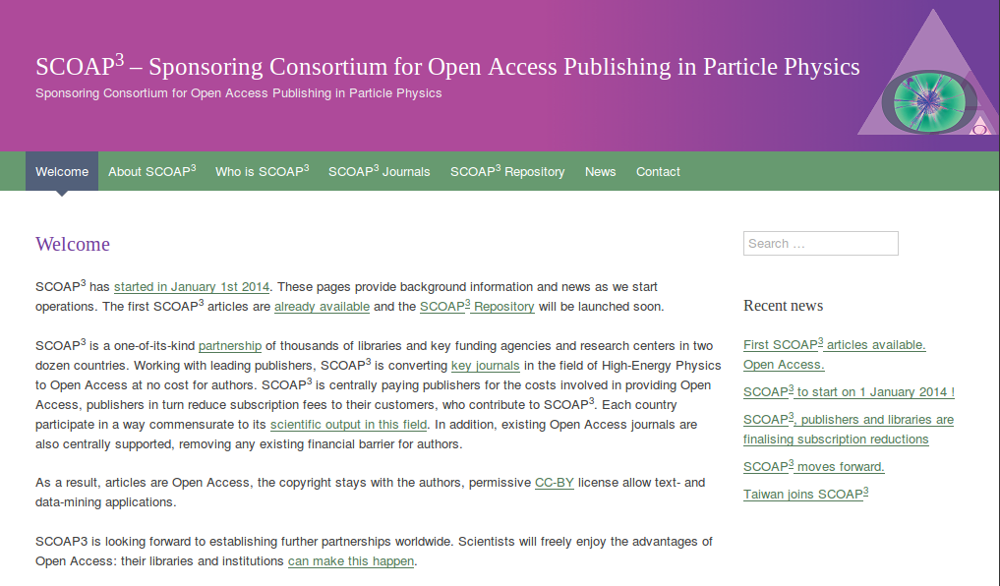 SCOAP3 – Sponsoring Consortium for Open Access Publishing in Particle Physics
Sponsoring Consortium for Open Access Publishing in Particle Physics
Welcome About SCOAP3 Who is SCOAP3 SCOAP3 Journals SCOAP3 Repository News Contact
Welcome
SCOAP3 has started in January 1st 2014. These pages provide background information and news as we start
operations. The first SCOAP3 articles are already available and the SCOAP3 Repository will be launched soon.
SCOAP3 is a one-of-its-kind partnership of thousands of libraries and key funding agencies and research centers in two
dozen countries. Working with leading publishers, SCOAP3 is converting key journals in the field of High-Energy Physics
to Open Access at no cost for authors. SCOAP3 is centrally paying publishers for the costs involved in providing Open
Access, publishers in turn reduce subscription fees to their customers, who contribute to SCOAP3. Each country
participate in a way commensurate to its scientific output in this field. In addition, existing Open Access journals are
also centrally supported, removing any existing financial barrier for authors.
As a result, articles are Open Access, the copyright stays with the authors, permissive CC-BY license allow text- and
data-mining applications.
SCOAP3 is looking forward to establishing further partnerships worldwide. Scientists will freely enjoy the advantages of
Open Access: their libraries and institutions can make this happen.
Search …
Recent news
First SCOAP3 articles available.
Open Access.
SCOAP3 to start on 1 January 2014 !
SCOAP3, publishers and libraries are
finalising subscription reductions
SCOAP3 moves forward.
Taiwan joins SCOAP3